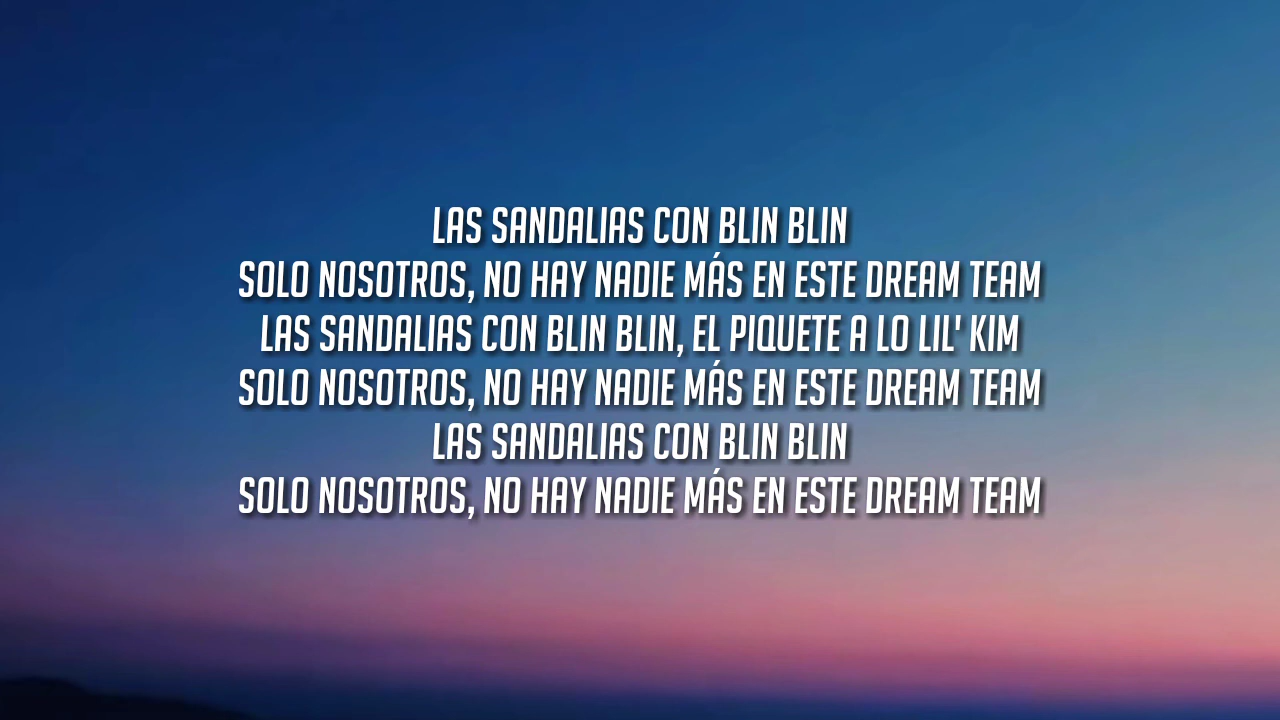 LAS SANDALIAS CON BLIN BLIN
SOLO NOSOTROS, NO HAY NADIE MÁS EN ESTE DREAM TEAM
LAS SANDALIAS CON BLIN BLIN, EL PIQUETE A LO LIL' KIM
SOLO NOSOTROS, NO HAY NADIE MÁS EN ESTE DREAM TEAM
LAS SANDALIAS CON BLIN BLIN
SOLO NOSOTROS, NO HAY NADIE MÁS EN ESTE DREAM TEAM